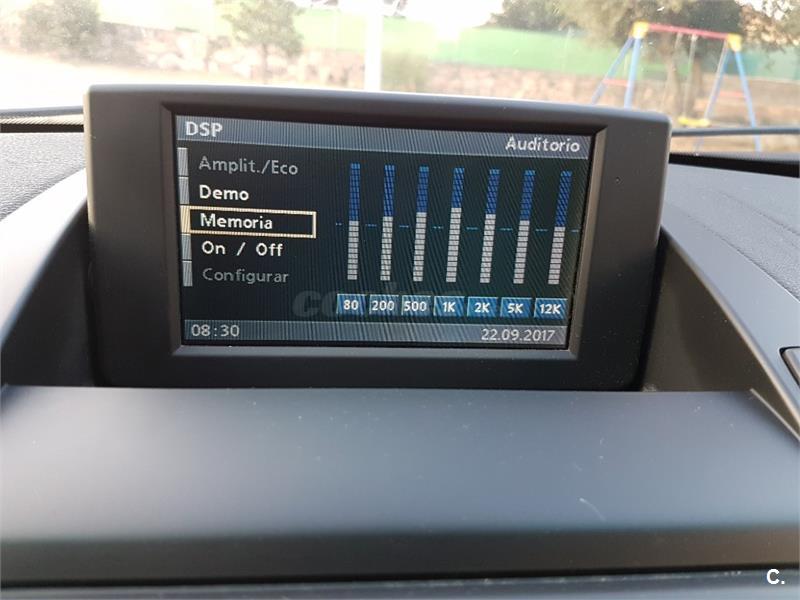 DSP
Auditorio
Amplit./Eco
Demo
Memoria
On / Off
Configurar
80 200 500 1K 2K 5K 12K
08:30
22.09.2017
C.